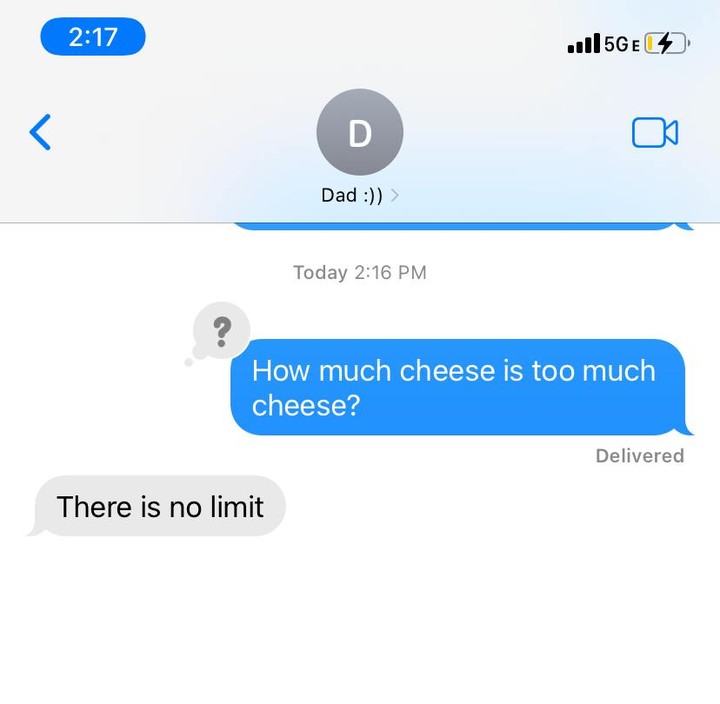 2:17
5GE
D
Dad :))
Today 2:16 PM
?
How much cheese is too much
cheese?
Delivered
There is no limit